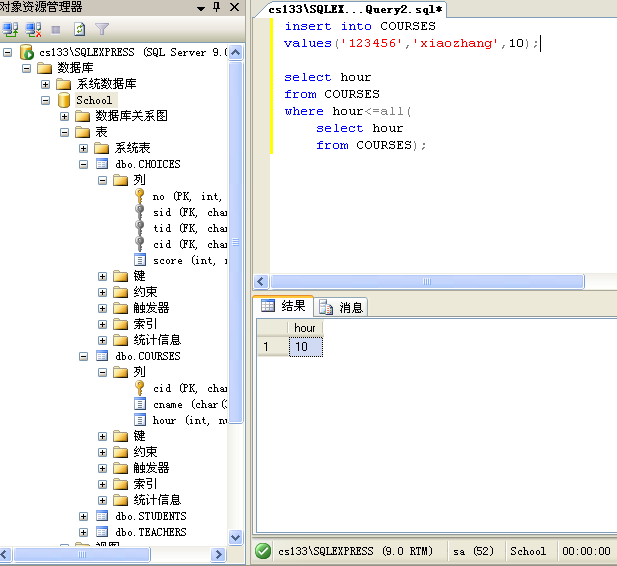 对象资源管理器
cs133\SQLEXPRESS (SQL Server 9.0
数据库
系统数据库
School
数据库关系图
表
系统表
dbo.CHOICES
列
no (PK, int,
sid (FK, char
tid (FK, char
cid (FK, char
score (int, n
键
约束
触发器
索引
统计信息
dbo.COURSES
列
cid (PK, char
cname (char(
hour (int, nu
键
约束
触发器
索引
统计信息
dbo.STUDENTS
dbo.TEACHERS
cs133\SQLEX...Query2.sql*
insert into COURSES
values('123456','xiaozhang',10);
select hour
from COURSES
where hour<=all(
select hour
from COURSES);
结果 消息
hour
1 10
cs133\SQLEXPRESS (9.0 RTM) sa (52) School 00:00:00